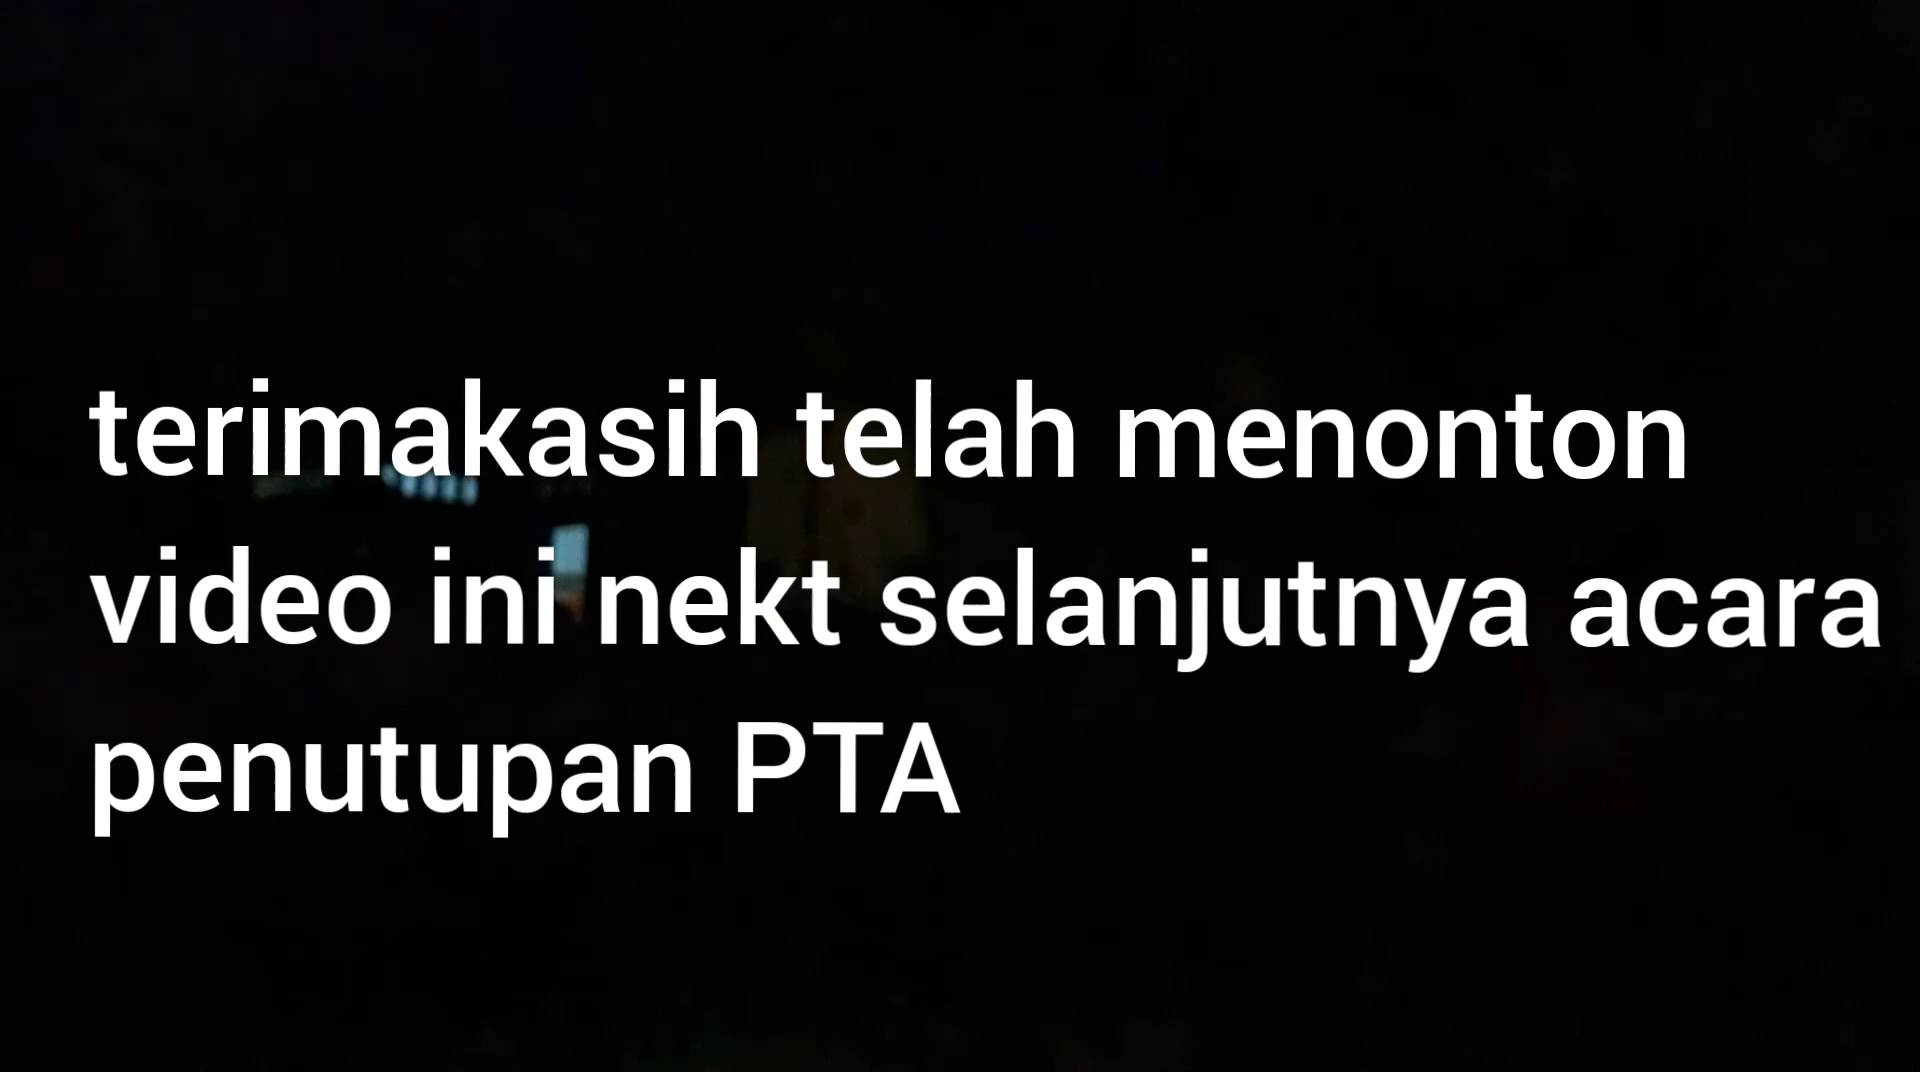 terimakasih telah menonton
video ini nekt selanjutnya acara
penutupan PTA